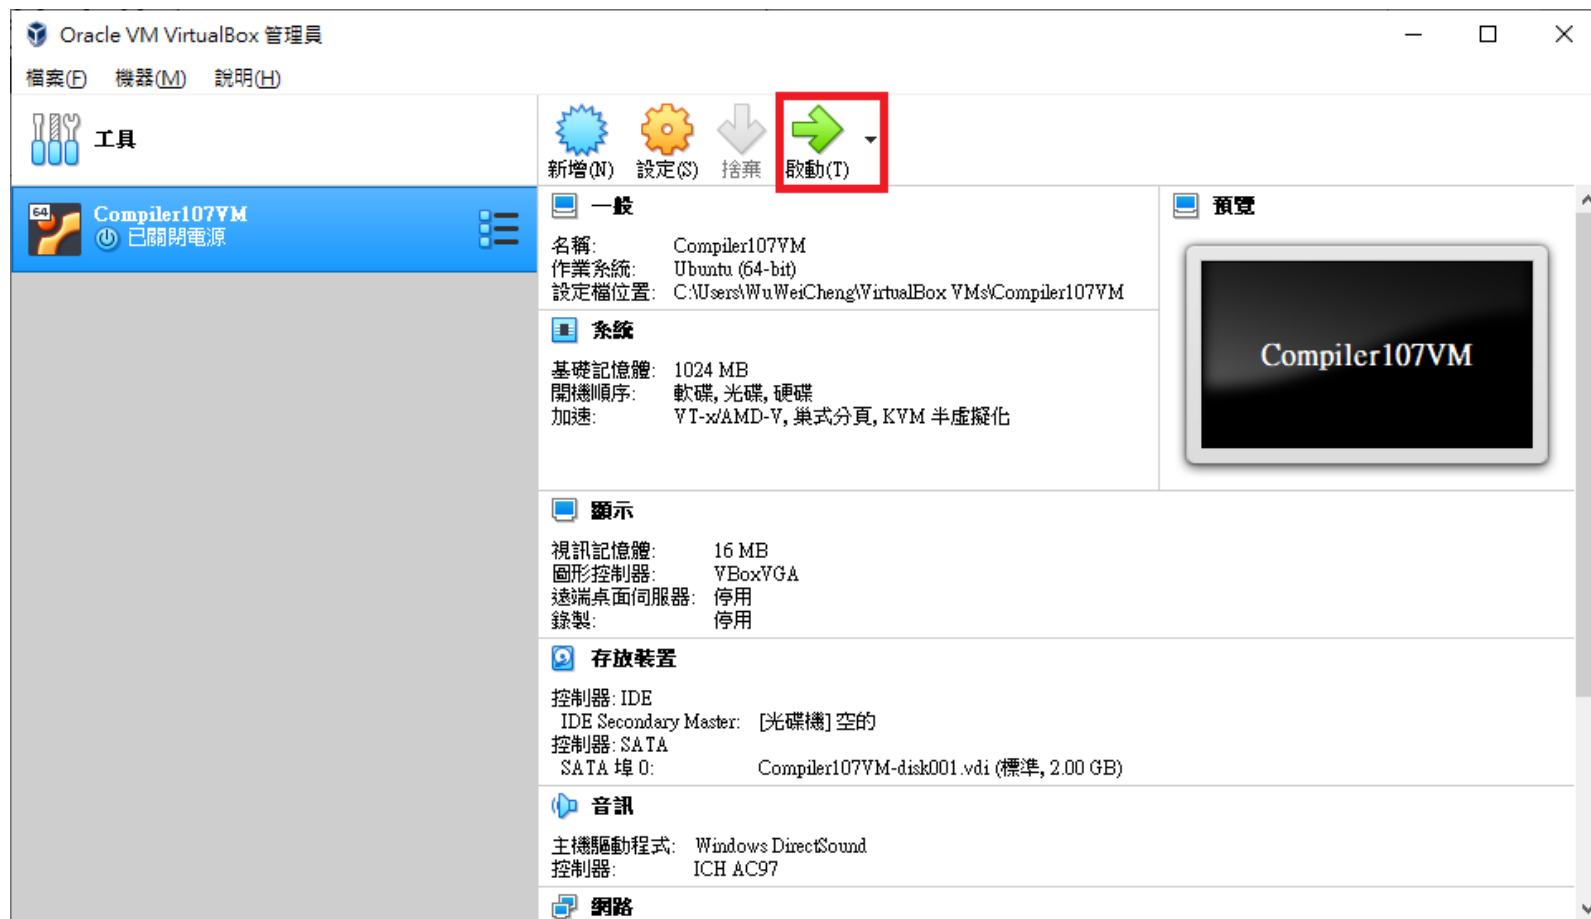 Oracle VM VirtualBox 管理員
檔案(F) 機器(M) 說明(H)
工具
新增(N) 設定(S) 捨棄 啟動(T)
64
Compiler107VM
已關閉電源
一般
名稱: Compiler107VM
作業系統: Ubuntu (64-bit)
設定檔位置: C:\Users\WuWeiCheng\VirtualBox VMs\Compiler107VM
預覽
Compiler107VM
系統
基礎記憶體: 1024 MB
開機順序: 軟碟, 光碟, 硬碟
加速: VT-x/AMD-V, 巢式分頁, KVM 半虛擬化
顯示
視訊記憶體: 16 MB
圖形控制器: VBoxVGA
遠端桌面伺服器: 停用
錄製: 停用
存放裝置
控制器: IDE
IDE Secondary Master: [光碟機] 空的
控制器: SATA
SATA 埠 0: Compiler107VM-disk001.vdi (標準, 2.00 GB)
音訊
主機驅動程式: Windows DirectSound
控制器: ICH AC97
網路